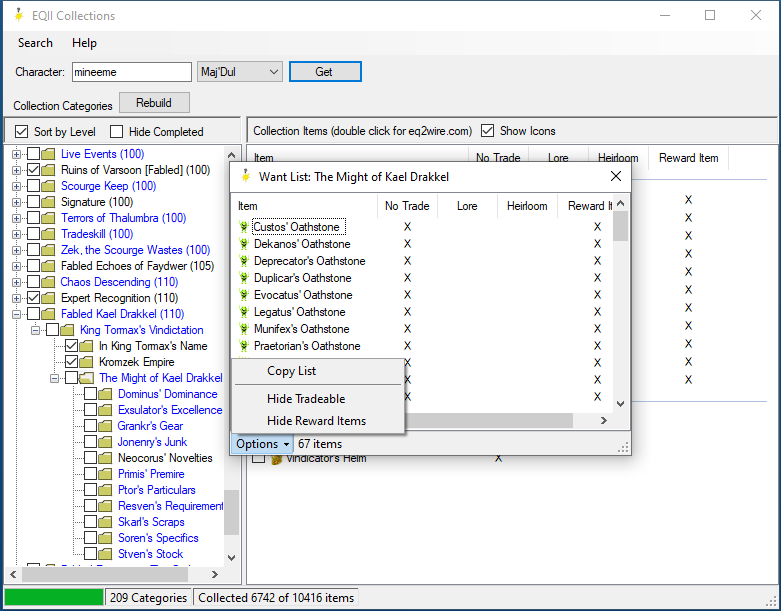 EQII Collections
Search Help
Character: mineeme Maj'Dul Get
Collection Categories Rebuild
Sort by Level Hide Completed
Live Events (100)
Ruins of Varsoon [Fabled] (100)
Scourge Keep (100)
Signature (100)
Terrors of Thalumbra (100)
Tradeskill (100)
Zek, the Scourge Wastes (100)
Fabled Echoes of Faydwer (105)
Chaos Descending (110)
Expert Recognition (110)
Fabled Kael Drakkel (110)
King Tormax's Vindictation
In King Tormax's Name
Kromzek Empire
The Might of Kael Drakkel
Dominus' Dominance
Exsulator's Excellence
Grankr's Gear
Jonenry's Junk
Neocorus' Novelties
Primis' Premire
Ptor's Particulars
Resven's Requirement
Skarl's Scraps
Soren's Specifics
Stven's Stock
Collection Items (double click for eq2wire.com) Show Icons
Item No Trade Lore Heirloom Reward Item
X
X
X
X
X
X
X
X
X
X
X
Want List: The Might of Kael Drakkel
Item No Trade Lore Heirloom Reward It
Custos' Oathstone X X
Dekanos' Oathstone X X
Deprecator's Oathstone X X
Duplicar's Oathstone X X
Evocatus' Oathstone X X
Legatus' Oathstone X X
Munifex's Oathstone X X
Praetorian's Oathstone X X
X X
X X
X X
Copy List
Hide Tradeable
Hide Reward Items
Options 67 items
Vindicator's Helm X
209 Categories Collected 6742 of 10416 items